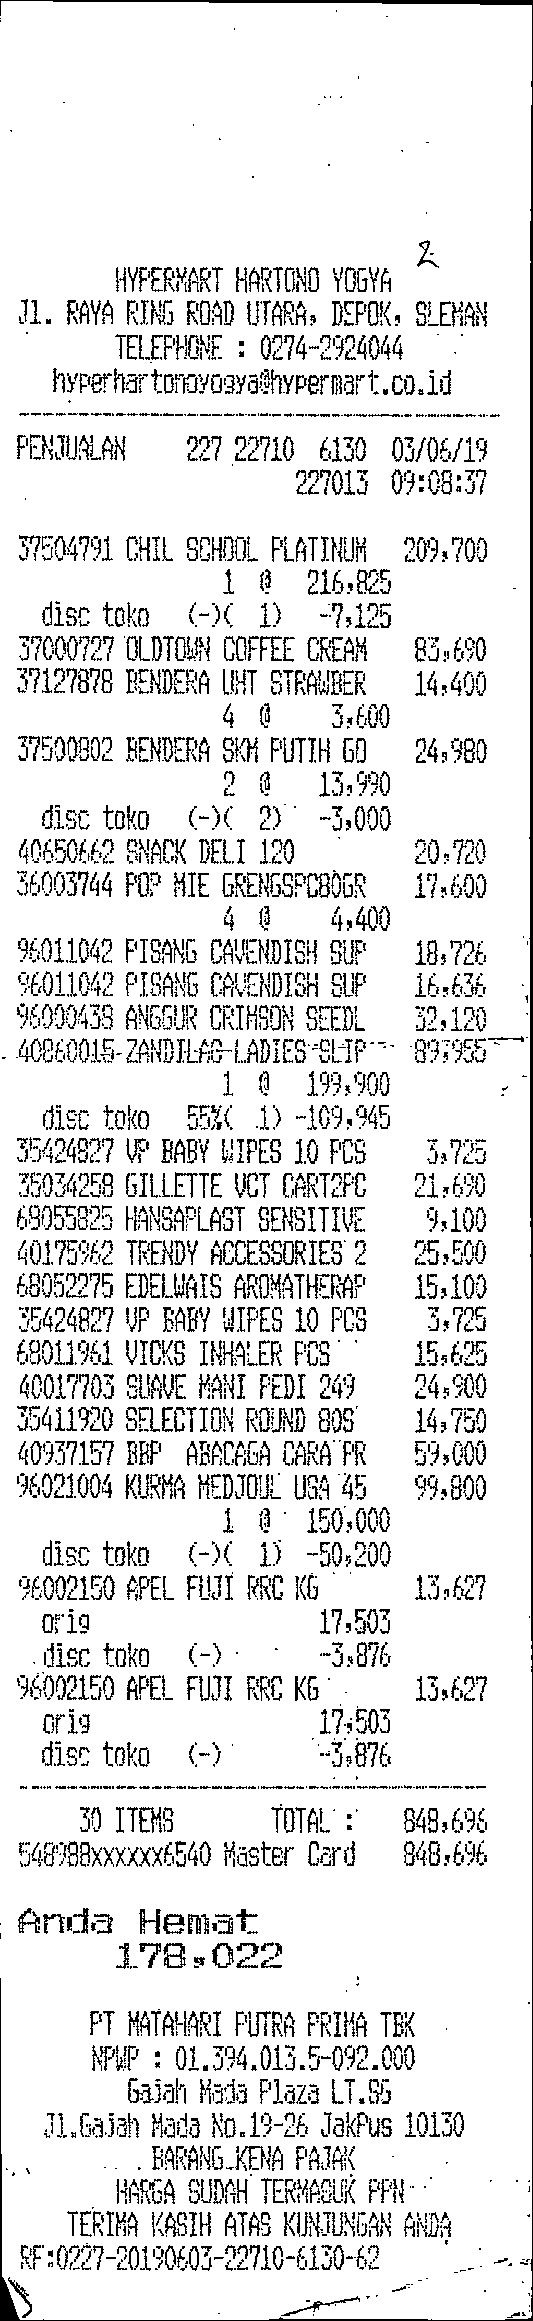 2
HYPERMART HARTONO YOGYA
Jl. RAYA RING ROAD UTARA, DEPOK, SLEMAN
TELEPHONE : 0274-2924044
hyperhartonoyogya@hypermart.co.id
PENJUALAN 227 22710 6130 03/06/19
227013 09:08:37
37504791 CHIL SCHOOL PLATINUM 209,700
1 @ 216,825
disc toko (-)( 1) -7,125
37000727 OLDTOWN COFFEE CREAM 83,690
37127878 BENDERA UHT STRAWBER 14,400
4 @ 3,600
37500802 BENDERA SKM PUTIH GO 24,980
2 @ 13,990
disc toko (-)( 2) -3,000
40650662 SNACK DELI 120 20,720
36003744 POP MIE GRENGSPC80GR 17,600
4 @ 4,400
96011042 PISANG CAVENDISH SUP 18,726
96011042 PISANG CAVENDISH SUP 16,636
96000438 ANGGUR CRIMSON SEEDL 32,120
40860015 ZANDILAG LADIES SLIP 89,955
1 @ 199,900
disc toko 55%( 1) -109,945
35424827 VP BABY WIPES 10 PCS 3,725
35034258 GILLETTE VCT CART2PC 21,690
68055825 HANSAPLAST SENSITIVE 9,100
40175962 TRENDY ACCESSORIES 2 25,500
68052275 EDELWAIS AROMATHERAP 15,100
35424827 VP BABY WIPES 10 PCS 3,725
68011961 VICKS INHALER PCS 15,625
40017703 SUAVE MANI PEDI 249 24,900
35411920 SELECTION ROUND 80S 14,750
40937157 BBP ABACAGA CARA PR 59,000
96021004 KURMA MEDJOUL USA 45 99,800
1 @ 150,000
disc toko (-)( 1) -50,200
96002150 APEL FUJI RRC KG 13,627
orig 17,503
disc toko (-) -3,876
96002150 APEL FUJI RRC KG 13,627
orig 17,503
disc toko (-) -3,876
30 ITEMS TOTAL : 848,696
548988xxxxxx6540 Master Card 848,696
Anda Hemat
178,022
PT MATAHARI PUTRA PRIMA TBK
NPWP : 01.394.013.5-092.000
Gajah Mada Plaza LT.SG
Jl.Gajah Mada No.19-26 JakPus 10130
BARANG KENA PAJAK
HARGA SUDAH TERMASUK PPN
TERIMA KASIH ATAS KUNJUNGAN ANDA
RF:0227-20190603-22710-6130-62